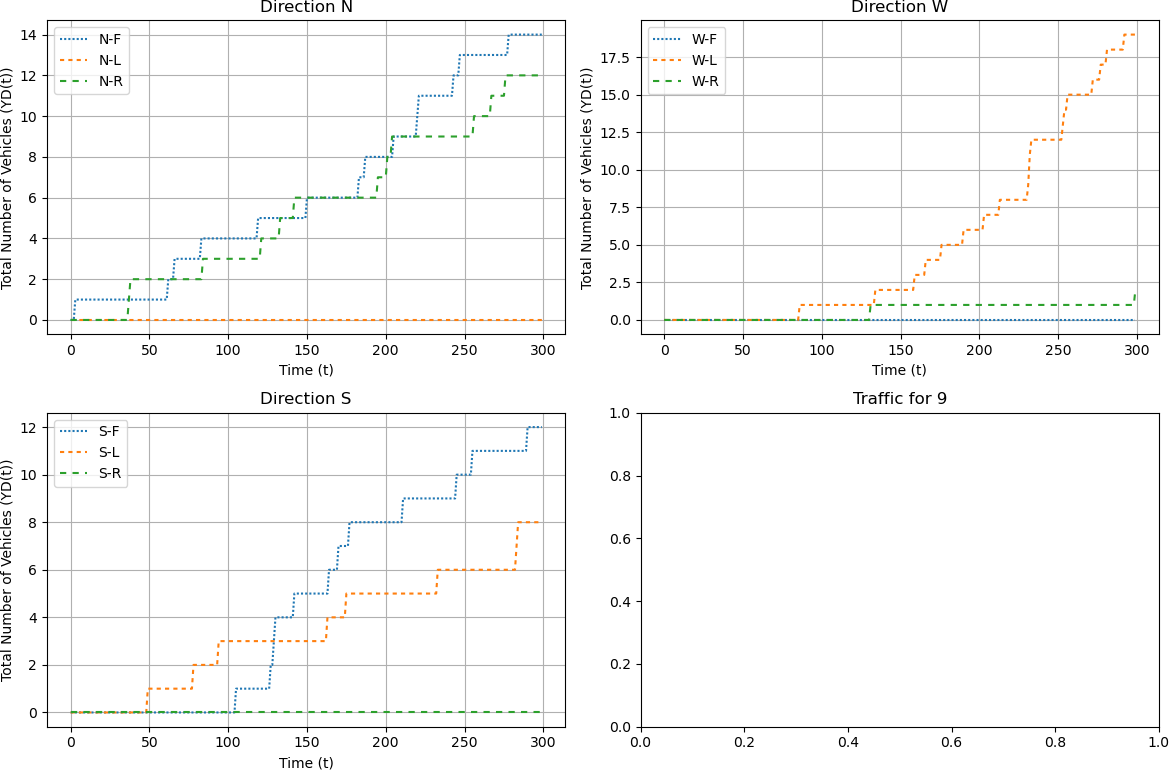 Direction N
Total Number of Vehicles (YD(t))
14
12
10
8
6
4
2
0
N-F
N-L
N-R
0 50 100 150 200 250 300
Time (t)
Direction W
Total Number of Vehicles (YD(t))
17.5
15.0
12.5
10.0
7.5
5.0
2.5
0.0
W-F
W-L
W-R
0 50 100 150 200 250 300
Time (t)
Direction S
Total Number of Vehicles (YD(t))
12
10
8
6
4
2
0
S-F
S-L
S-R
0 50 100 150 200 250 300
Time (t)
Traffic for 9
1.0
0.8
0.6
0.4
0.2
0.0
0.0 0.2 0.4 0.6 0.8 1.0